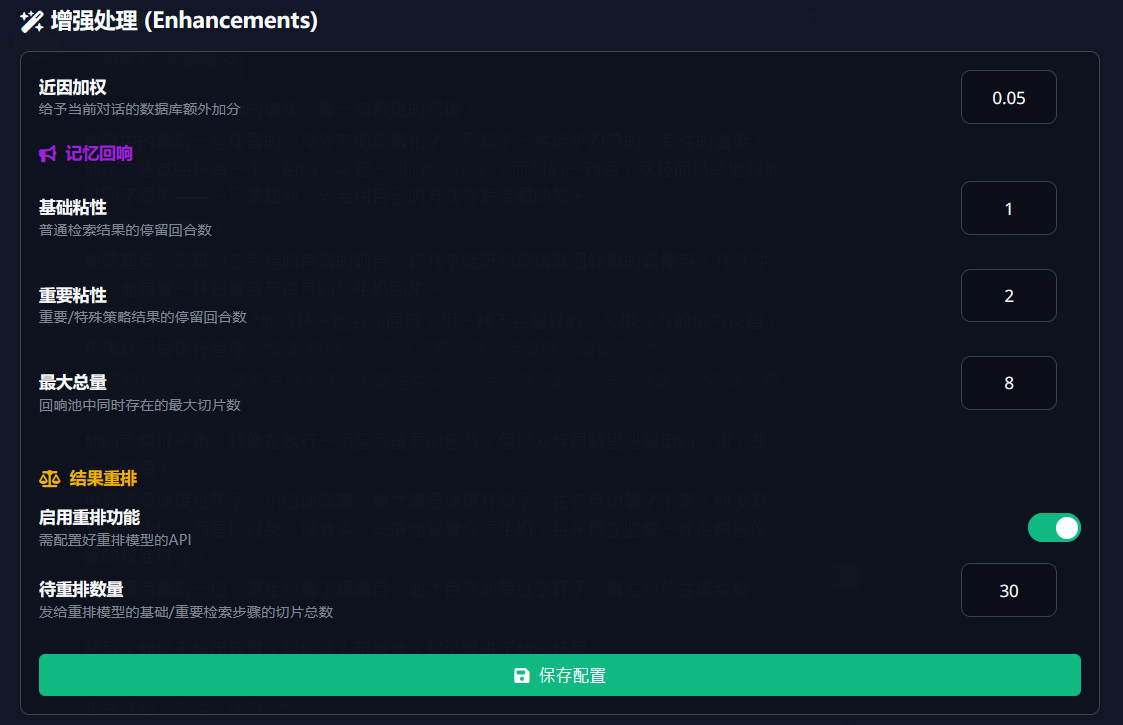 增强处理 (Enhancements)
近因加权
给予当前对话的数据库额外加分
0.05
记忆回响
基础粘性
普通检索结果的停留回合数
1
重要粘性
重要/特殊策略结果的停留回合数
2
最大总量
回响池中同时存在的最大切片数
8
结果重排
启用重排功能
需配置好重排模型的API
待重排数量
发给重排模型的基础/重要检索步骤的切片总数
30
保存配置